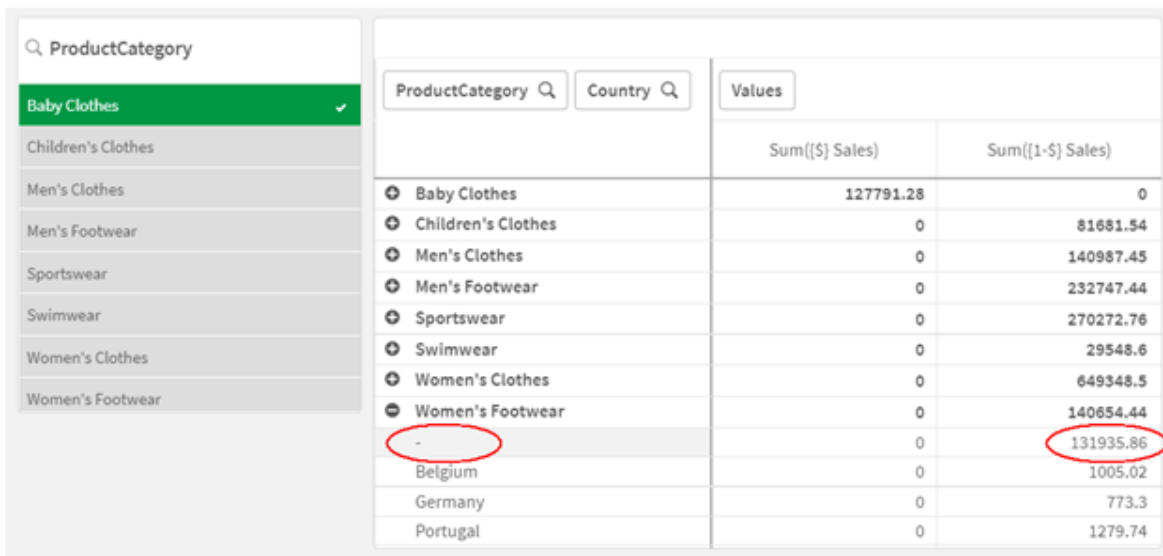 ProductCategory
Baby Clothes
Children's Clothes
Men's Clothes
Men's Footwear
Sportswear
Swimwear
Women's Clothes
Women's Footwear
ProductCategory Country Values
Sum({$} Sales) Sum({1-$} Sales)
Baby Clothes 127791.28 0
Children's Clothes 0 81681.54
Men's Clothes 0 140987.45
Men's Footwear 0 232747.44
Sportswear 0 270272.76
Swimwear 0 29548.6
Women's Clothes 0 649348.5
Women's Footwear 0 140654.44
- 0 131935.86
Belgium 0 1005.02
Germany 0 773.3
Portugal 0 1279.74